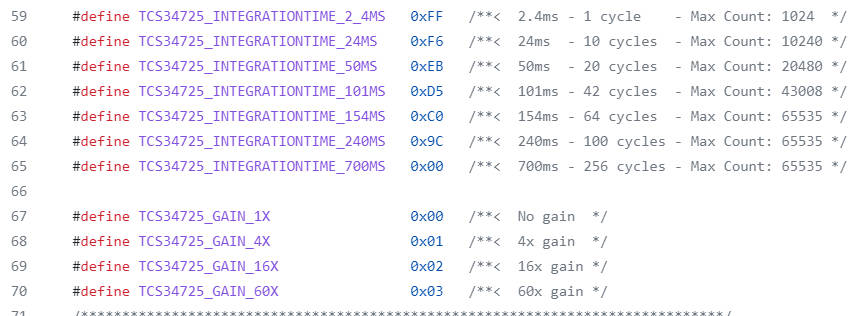 59 #define TCS34725_INTEGRATIONTIME_2_4MS 0xFF /**< 2.4ms - 1 cycle - Max Count: 1024 */
60 #define TCS34725_INTEGRATIONTIME_24MS 0xF6 /**< 24ms - 10 cycles - Max Count: 10240 */
61 #define TCS34725_INTEGRATIONTIME_50MS 0xEB /**< 50ms - 20 cycles - Max Count: 20480 */
62 #define TCS34725_INTEGRATIONTIME_101MS 0xD5 /**< 101ms - 42 cycles - Max Count: 43008 */
63 #define TCS34725_INTEGRATIONTIME_154MS 0xC0 /**< 154ms - 64 cycles - Max Count: 65535 */
64 #define TCS34725_INTEGRATIONTIME_240MS 0x9C /**< 240ms - 100 cycles - Max Count: 65535 */
65 #define TCS34725_INTEGRATIONTIME_700MS 0x00 /**< 700ms - 256 cycles - Max Count: 65535 */
66
67 #define TCS34725_GAIN_1X 0x00 /**< No gain */
68 #define TCS34725_GAIN_4X 0x01 /**< 4x gain */
69 #define TCS34725_GAIN_16X 0x02 /**< 16x gain */
70 #define TCS34725_GAIN_60X 0x03 /**< 60x gain */
71 /******************************************************************************/